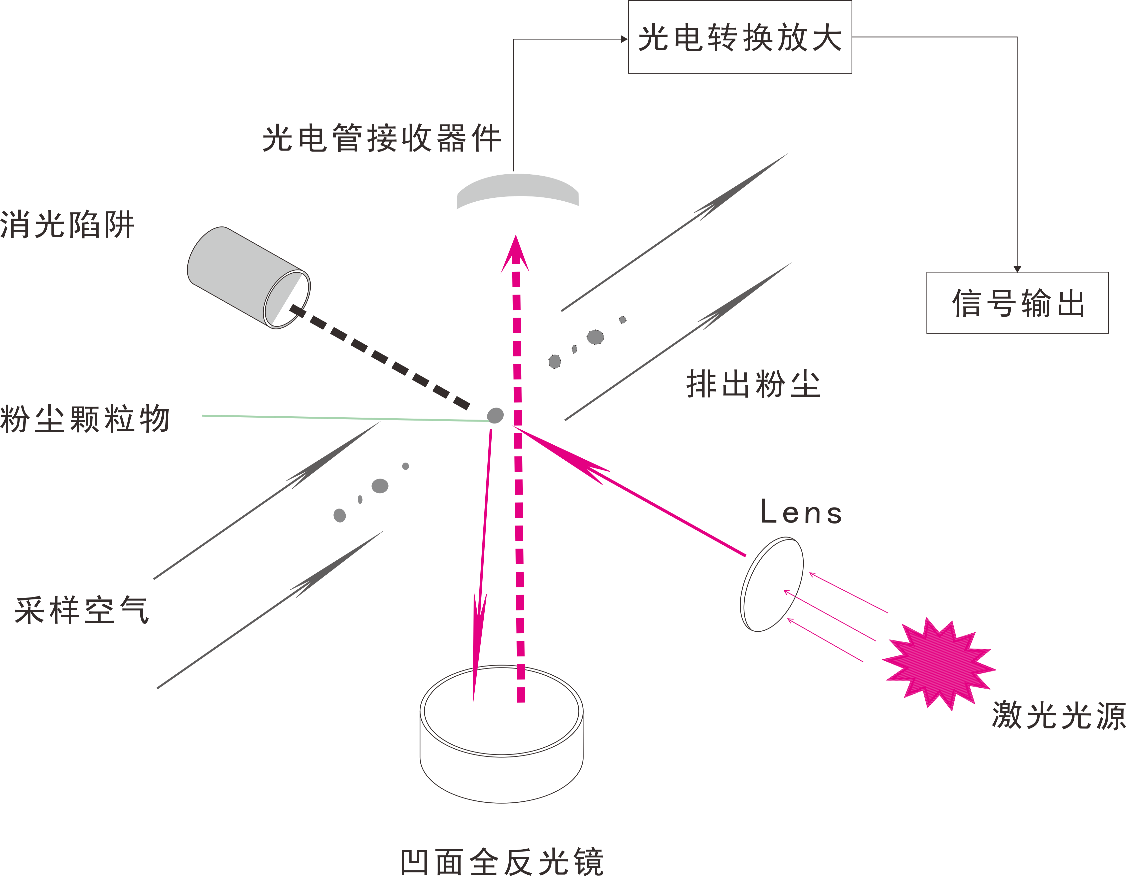 光电转换放大
光电管接收器件
消光陷阱
信号输出
排出粉尘
粉尘颗粒物
Lens
采样空气
激光光源
凹面全反光镜